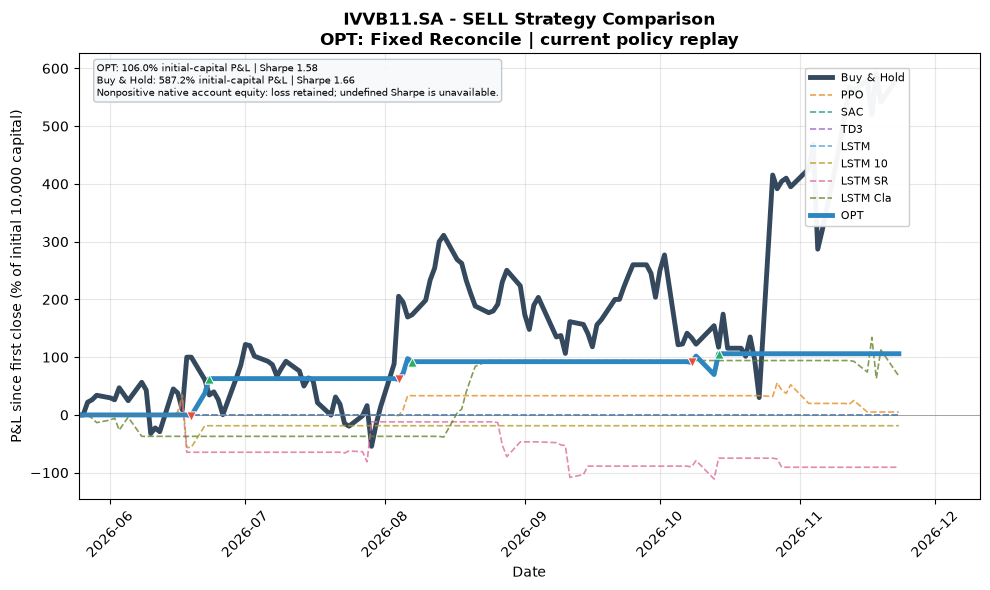 IVVB11.SA - SELL Strategy Comparison
OPT: Fixed Reconcile | current policy replay
OPT: 106.0% initial-capital P&L | Sharpe 1.58
Buy & Hold: 587.2% initial-capital P&L | Sharpe 1.66
Nonpositive native account equity: loss retained; undefined Sharpe is unavailable.
Buy & Hold
PPO
SAC
TD3
LSTM
LSTM 10
LSTM SR
LSTM Cla
OPT
P&L since first close (% of initial 10,000 capital)
600
500
400
300
200
100
0
−100
2026-06
2026-07
2026-08
2026-09
2026-10
2026-11
2026-12
Date